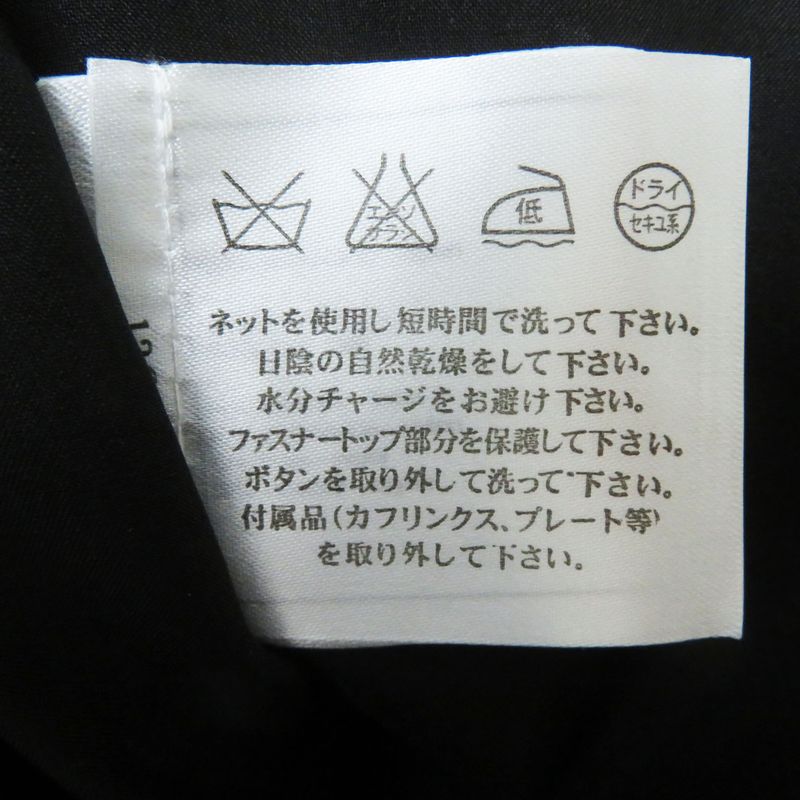 エンソ
サラシ
低
ドライ
セキユ系
ネットを使用し短時間で洗って下さい。
日陰の自然乾燥をして下さい。
水分チャージをお避け下さい。
ファスナートップ部分を保護して下さい。
ボタンを取り外して洗って下さい。
付属品(カフリンクス、プレート等)
を取り外して下さい。